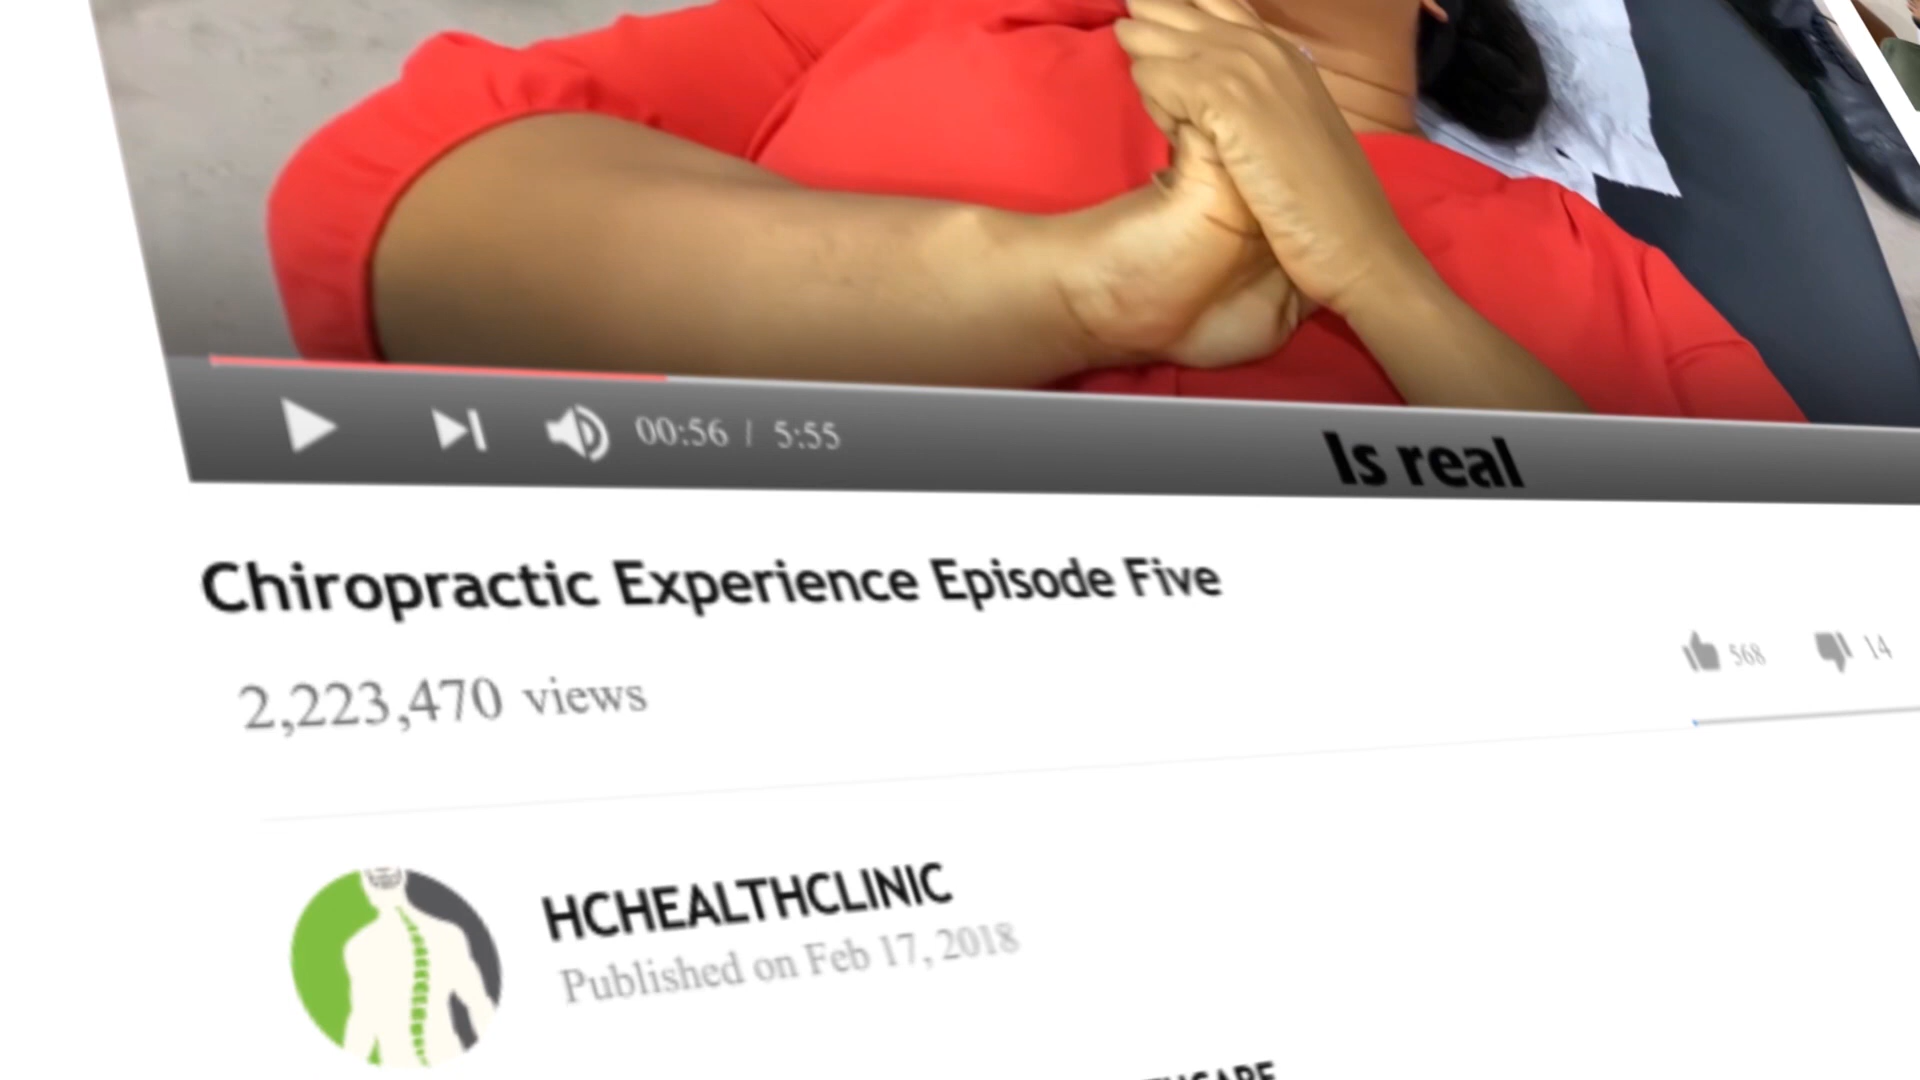 00:56 / 5:55
Is real
Chiropractic Experience Episode Five
2,223,470 views
568
14
HCHEALTHCLINIC
Published on Feb 17, 2018